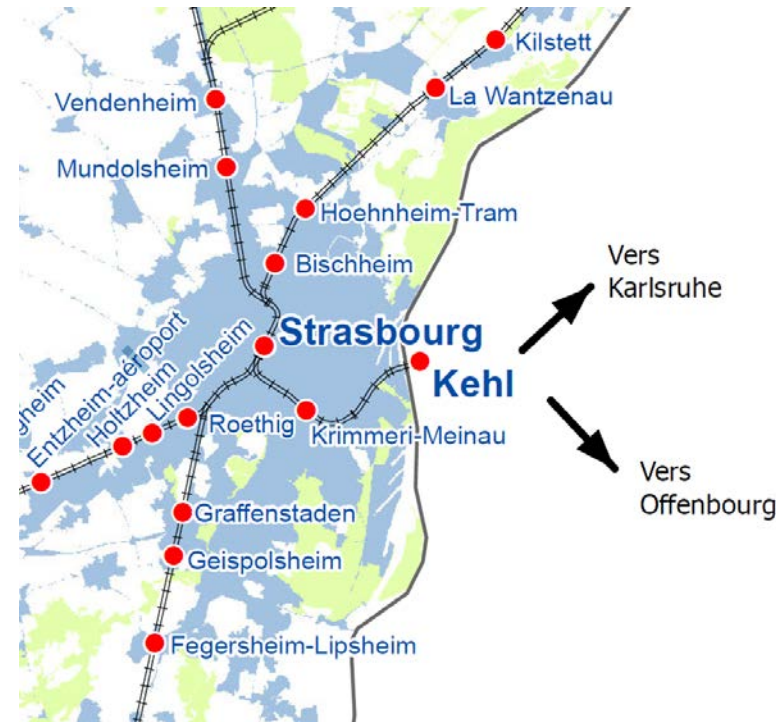 Kilstett
La Wantzenau
Vendenheim
Mundolsheim
Hoehnheim-Tram
Bischheim
Vers
Karlsruhe
Strasbourg
Kehl
gheim
Entzheim-aéroport
Holtzheim
Lingolsheim
Roethig
Krimmeri-Meinau
Vers
Offenbourg
Graffenstaden
Geispolsheim
Fegersheim-Lipsheim